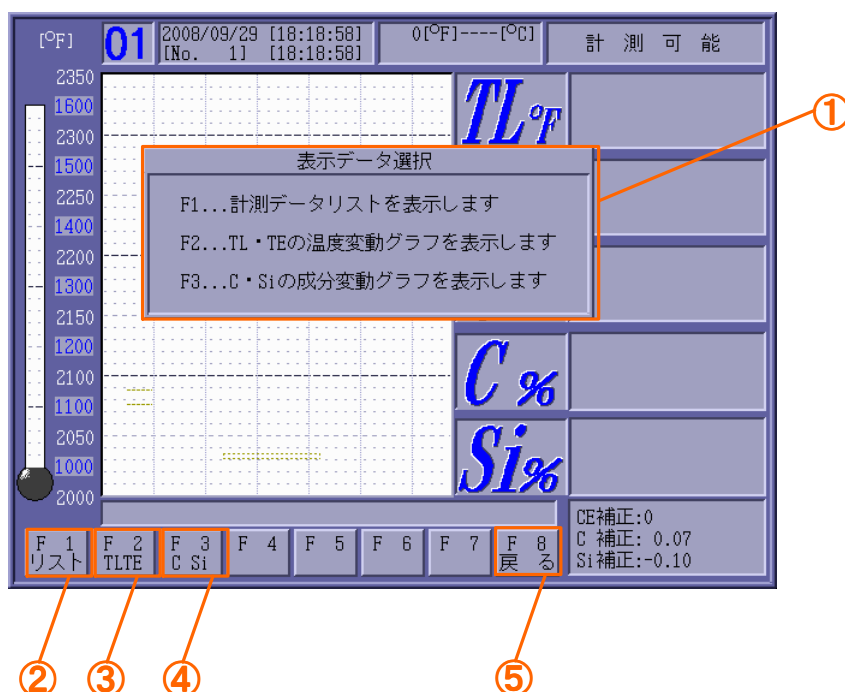 [ºF]
01
2008/09/29 [18:18:58]
[No.   1] [18:18:58]
0[ºF]----[ºC]
計 測 可 能
2350
1600
2300
1500
2250
1400
2200
1300
2150
1200
2100
1100
2050
1000
2000
TL ºF
①
表示データ選択
F1...計測データリストを表示します
F2...TL・TEの温度変動グラフを表示します
F3...C・Siの成分変動グラフを表示します
C %
Si%
CE補正:0
C 補正: 0.07
Si補正:-0.10
F 1
リスト
F 2
TLTE
F 3
C Si
F 4
F 5
F 6
F 7
F 8
戻 る
②
③
④
⑤